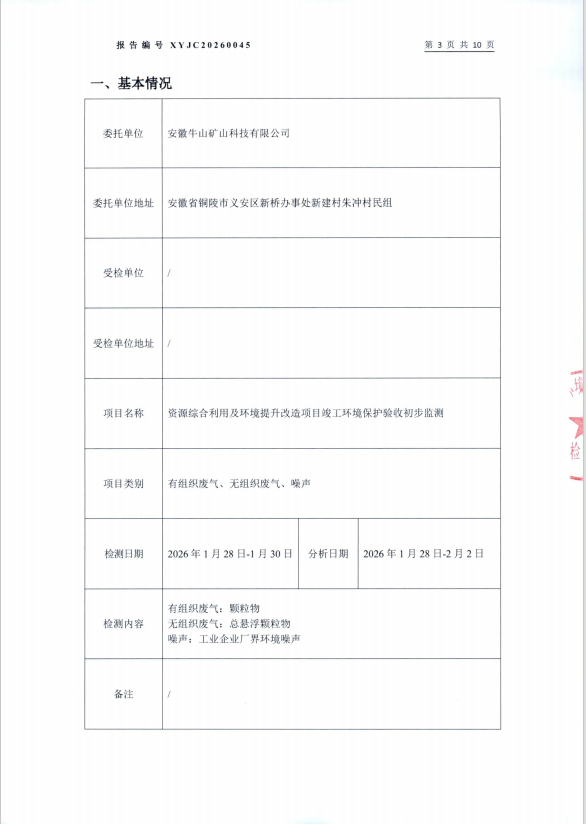 报告编号 XYJC20260045
第 3 页 共 10 页
一、基本情况
委托单位 安徽牛山矿山科技有限公司
委托单位地址 安徽省铜陵市义安区新桥办事处新建村朱冲村民组
受检单位 /
受检单位地址 /
项目名称 资源综合利用及环境提升改造项目竣工环境保护验收初步监测
项目类别 有组织废气、无组织废气、噪声
检测日期 2026 年 1 月 28 日-1 月 30 日 分析日期 2026 年 1 月 28 日-2 月 2 日
检测内容
有组织废气：颗粒物
无组织废气：总悬浮颗粒物
噪声：工业企业厂界环境噪声
备注 /
检